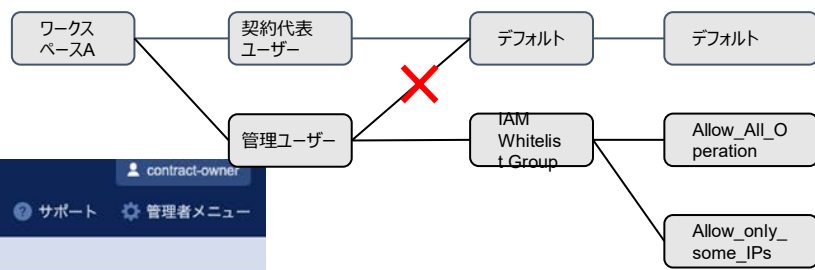 ワークス
ペースA
契約代表
ユーザー
デフォルト
デフォルト
管理ユーザー
IAM
Whitelis
t Group
Allow_All_O
peration
Allow_only_
some_IPs
contract-owner
サポート
管理者メニュー